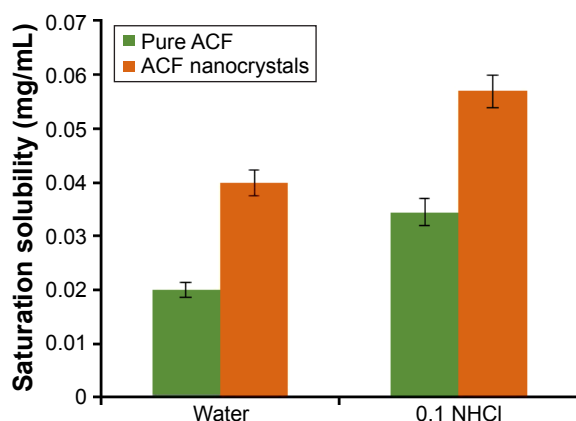 Saturation solubility (mg/mL)
0.07
0.06
0.05
0.04
0.03
0.02
0.01
0
Pure ACF
ACF nanocrystals
Water
0.1 NHCl